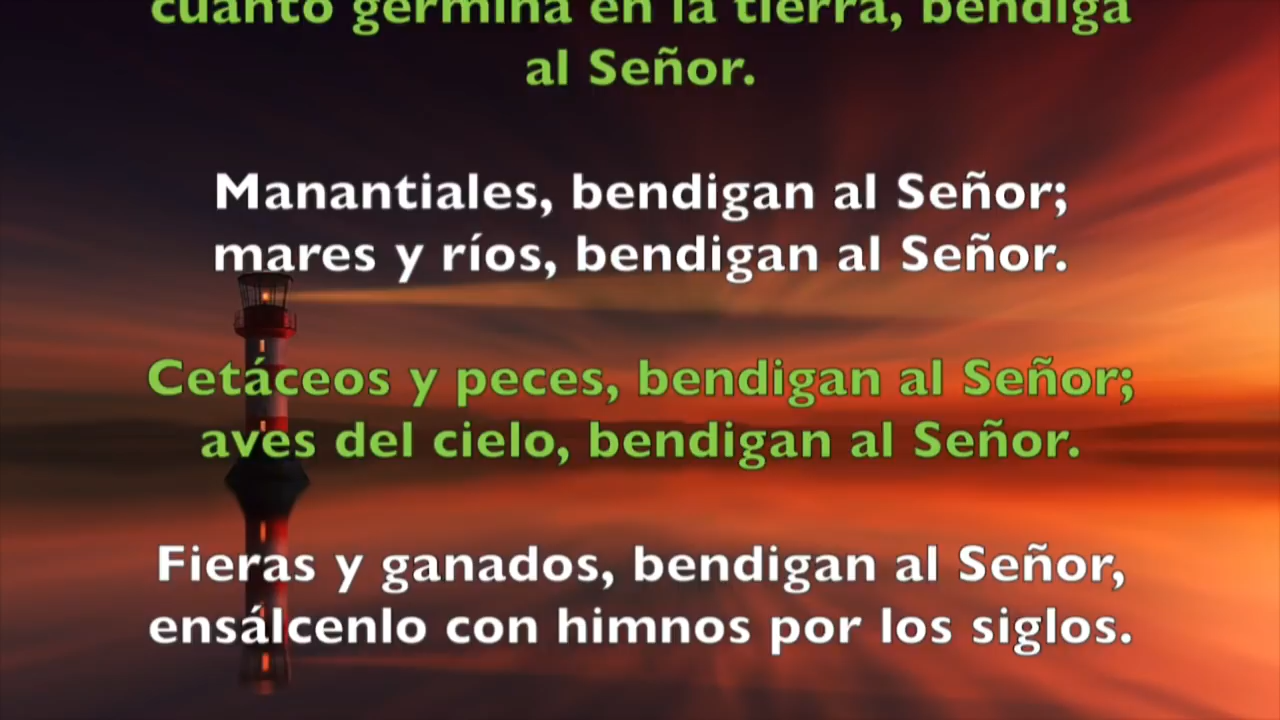 cuanto germina en la tierra, bendiga
al Señor.
Manantiales, bendigan al Señor;
mares y ríos, bendigan al Señor.
Cetáceos y peces, bendigan al Señor;
aves del cielo, bendigan al Señor.
Fieras y ganados, bendigan al Señor,
ensálcenlo con himnos por los siglos.